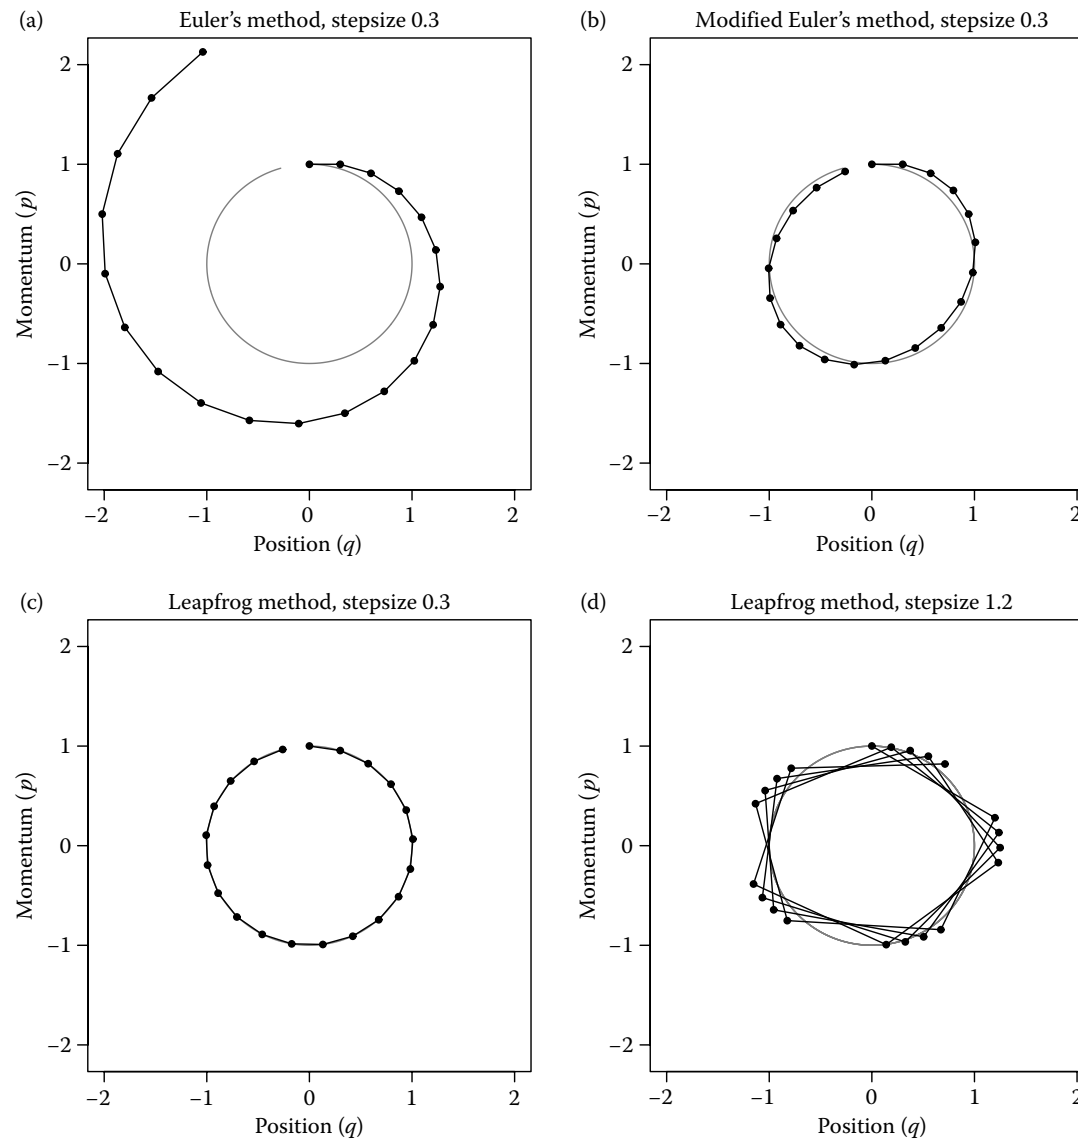 (a) Euler’s method, stepsize 0.3
2
1
0
–1
–2
Momentum (p)
–2 –1 0 1 2
Position (q)
(b) Modified Euler’s method, stepsize 0.3
2
1
0
–1
–2
Momentum (p)
–2 –1 0 1 2
Position (q)
(c) Leapfrog method, stepsize 0.3
2
1
0
–1
–2
Momentum (p)
–2 –1 0 1 2
Position (q)
(d) Leapfrog method, stepsize 1.2
2
1
0
–1
–2
Momentum (p)
–2 –1 0 1 2
Position (q)